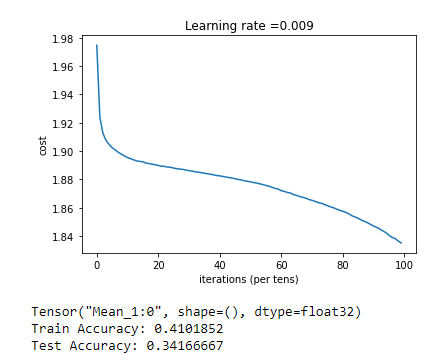 Learning rate =0.009
1.98
1.96
1.94
1.92
1.90
1.88
1.86
1.84
cost
0
20
40
60
80
100
iterations (per tens)
Tensor("Mean_1:0", shape=(), dtype=float32)
Train Accuracy: 0.4101852
Test Accuracy: 0.34166667